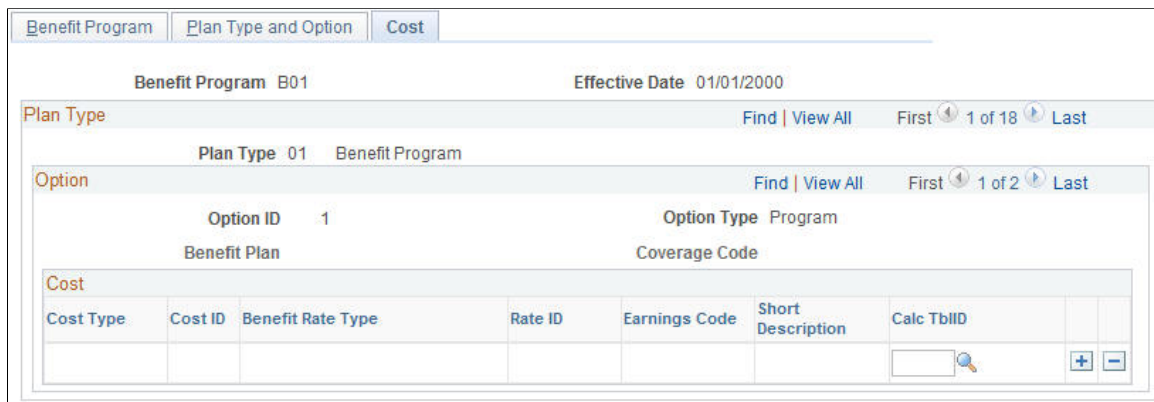 Benefit Program Plan Type and Option Cost
Benefit Program B01 Effective Date 01/01/2000
Plan Type Find | View All First 1 of 18 Last
Plan Type 01 Benefit Program
Option Find | View All First 1 of 2 Last
Option ID 1 Option Type Program
Benefit Plan Coverage Code
Cost
Cost Type Cost ID Benefit Rate Type Rate ID Earnings Code Short Description Calc TblID